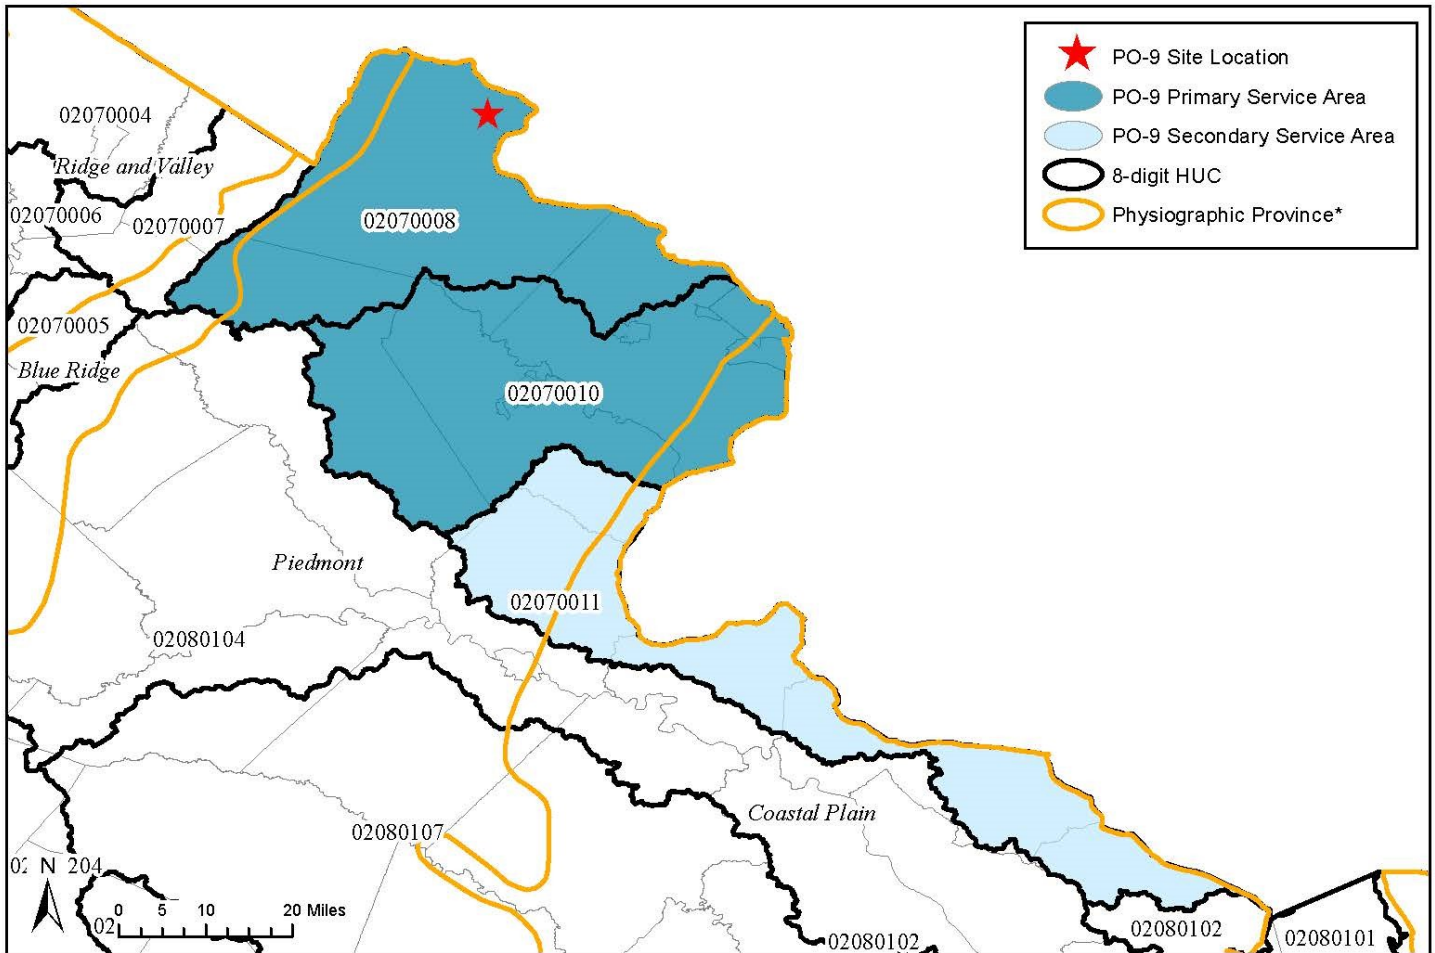 PO-9 Site Location
PO-9 Primary Service Area
PO-9 Secondary Service Area
8-digit HUC
Physiographic Province*
02070004
Ridge and Valley
02070006
02070007
02070008
02070005
Blue Ridge
02070010
Piedmont
02070011
02080104
Coastal Plain
02080107
N
204
0 5 10 20 Miles
02
02080102
02080102
02080101